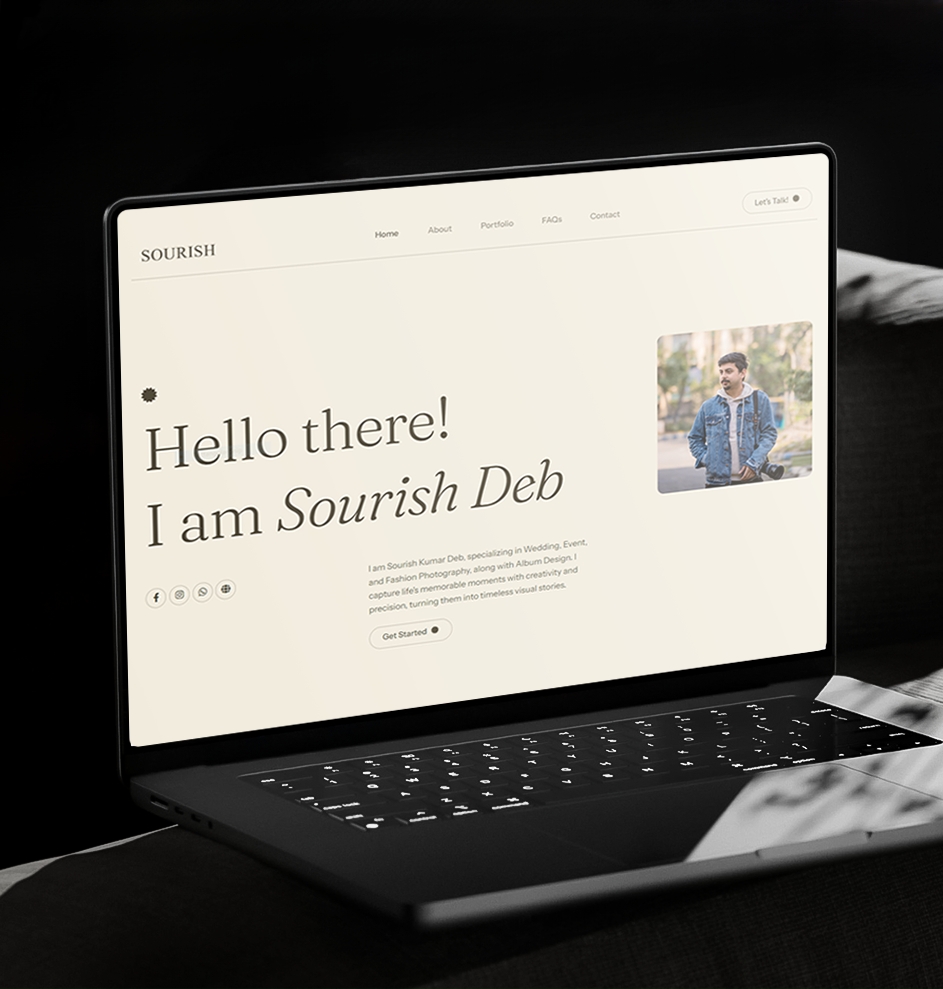 SOURISH
Home About Portfolio FAQs Contact
Let's Talk!
Hello there!
I am Sourish Deb
I am Sourish Kumar Deb, specializing in Wedding, Event,
and Fashion Photography, along with Album Design. I
capture life's memorable moments with creativity and
precision, turning them into timeless visual stories.
Get Started